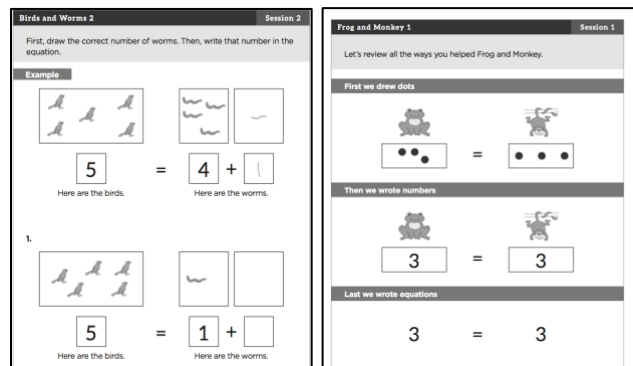 Birds and Worms 2 Session 2
First, draw the correct number of worms. Then, write that number in the
equation.
Example
5 = 4 + 1
Here are the birds. Here are the worms.
1.
5 = 1 +
Here are the birds. Here are the worms.
Frog and Monkey 1 Session 1
Let's review all the ways you helped Frog and Monkey.
First we drew dots
=
Then we wrote numbers
3 = 3
Last we wrote equations
3 = 3